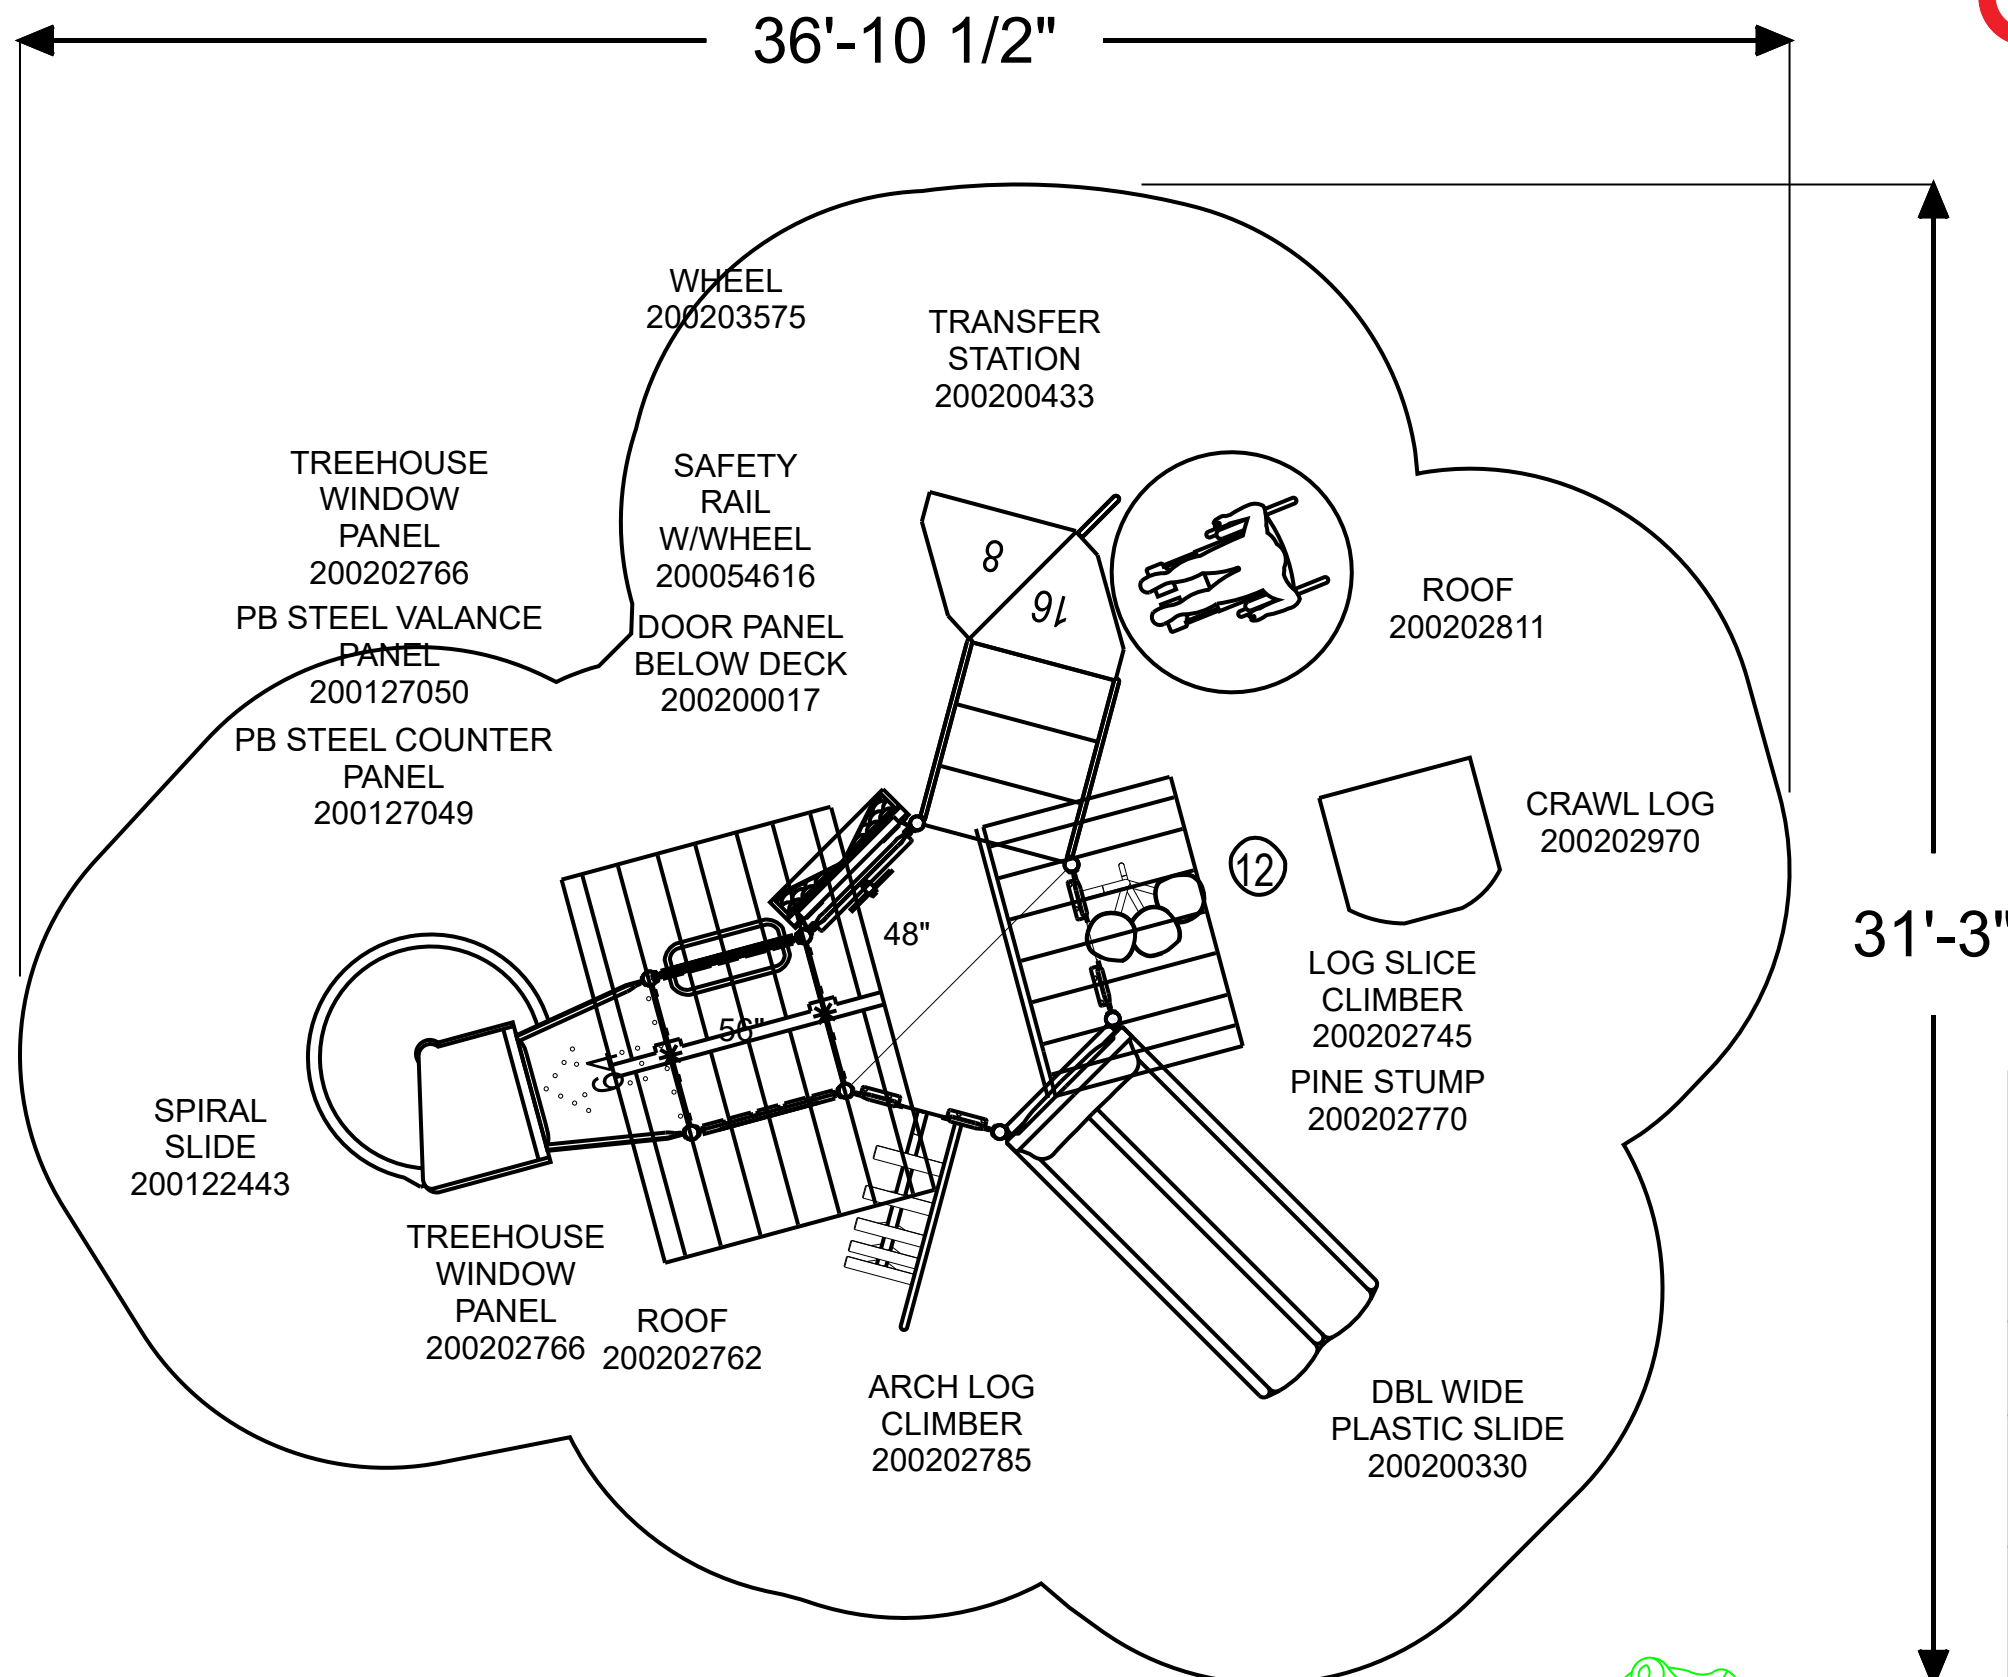 36'-10 1/2"
WHEEL
200203575
TRANSFER
STATION
200200433
TREEHOUSE
WINDOW
PANEL
200202766
SAFETY
RAIL
W/WHEEL
200054616
8
16
ROOF
200202811
PB STEEL VALANCE
PANEL
200127050
DOOR PANEL
BELOW DECK
200200017
PB STEEL COUNTER
PANEL
200127049
CRAWL LOG
200202970
12
31'-3"
48"
56"
LOG SLICE
CLIMBER
200202745
PINE STUMP
200202770
SPIRAL
SLIDE
200122443
TREEHOUSE
WINDOW
PANEL
200202766
ROOF
200202762
ARCH LOG
CLIMBER
200202785
DBL WIDE
PLASTIC SLIDE
200200330